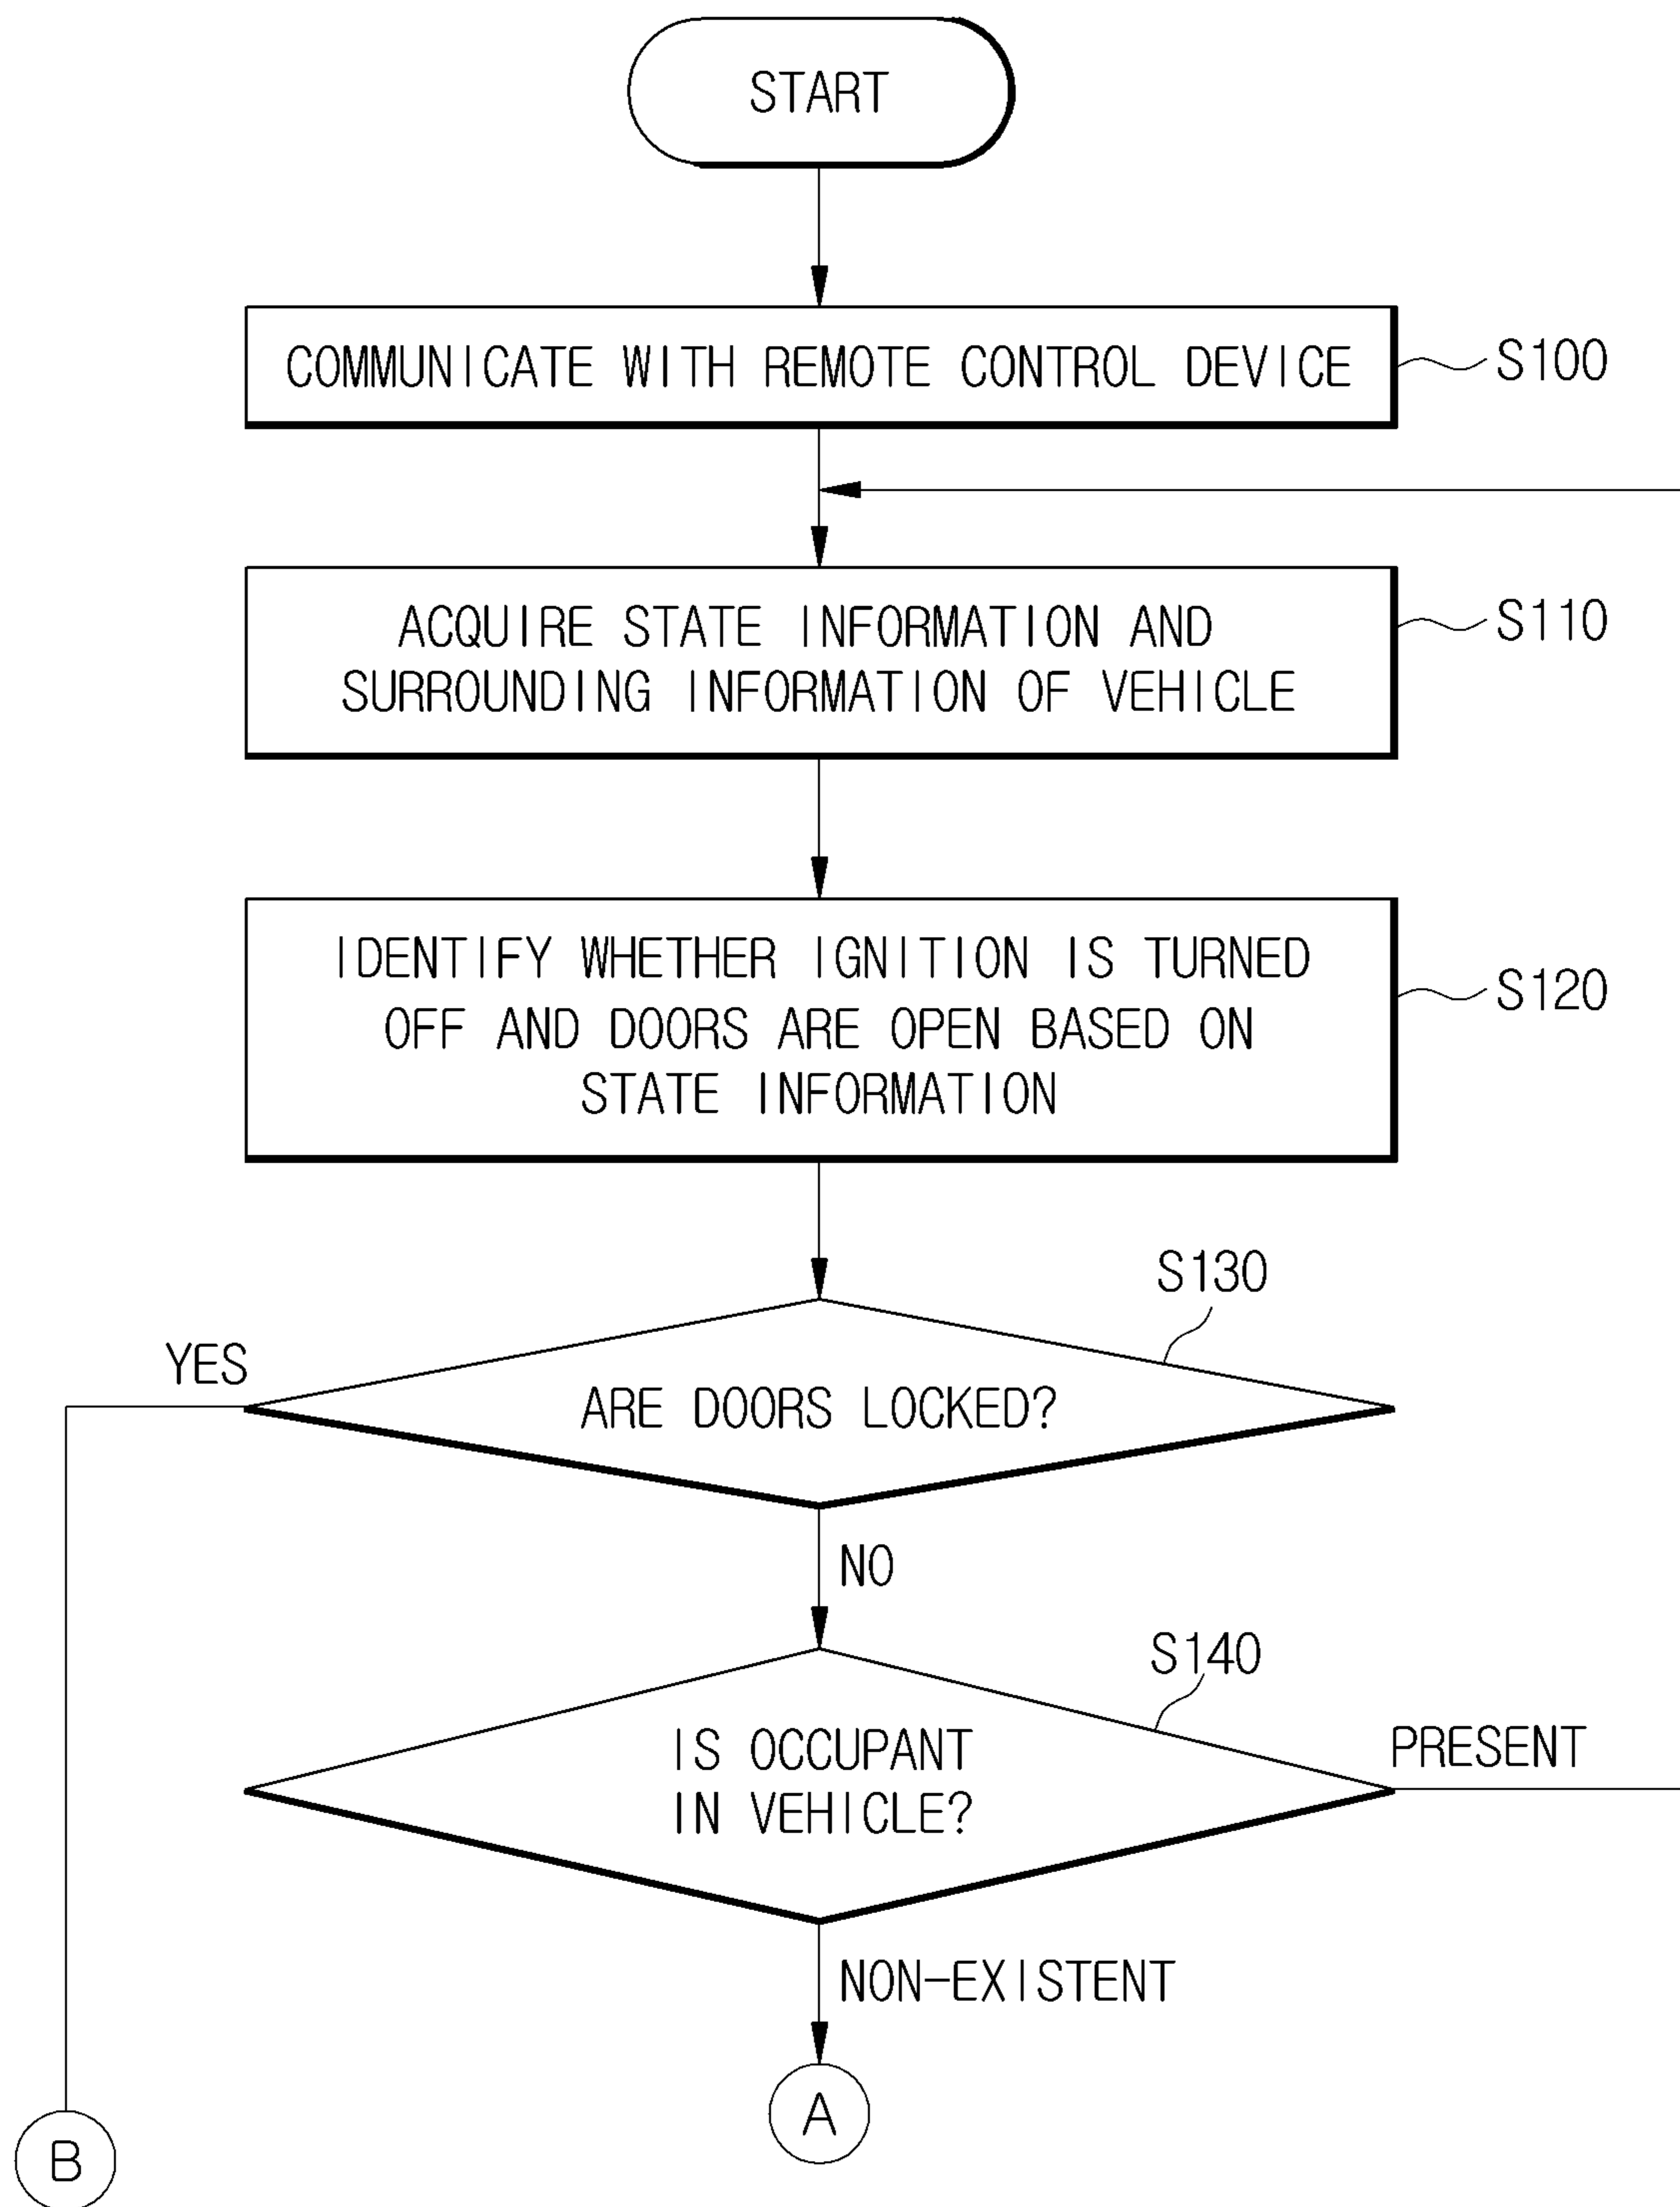 START
COMMUNICATE WITH REMOTE CONTROL DEVICE
S100
ACQUIRE STATE INFORMATION AND
SURROUNDING INFORMATION OF VEHICLE
S110
IDENTIFY WHETHER IGNITION IS TURNED
OFF AND DOORS ARE OPEN BASED ON
STATE INFORMATION
S120
S130
YES
ARE DOORS LOCKED?
NO
S140
IS OCCUPANT
IN VEHICLE?
PRESENT
NON-EXISTENT
A
B